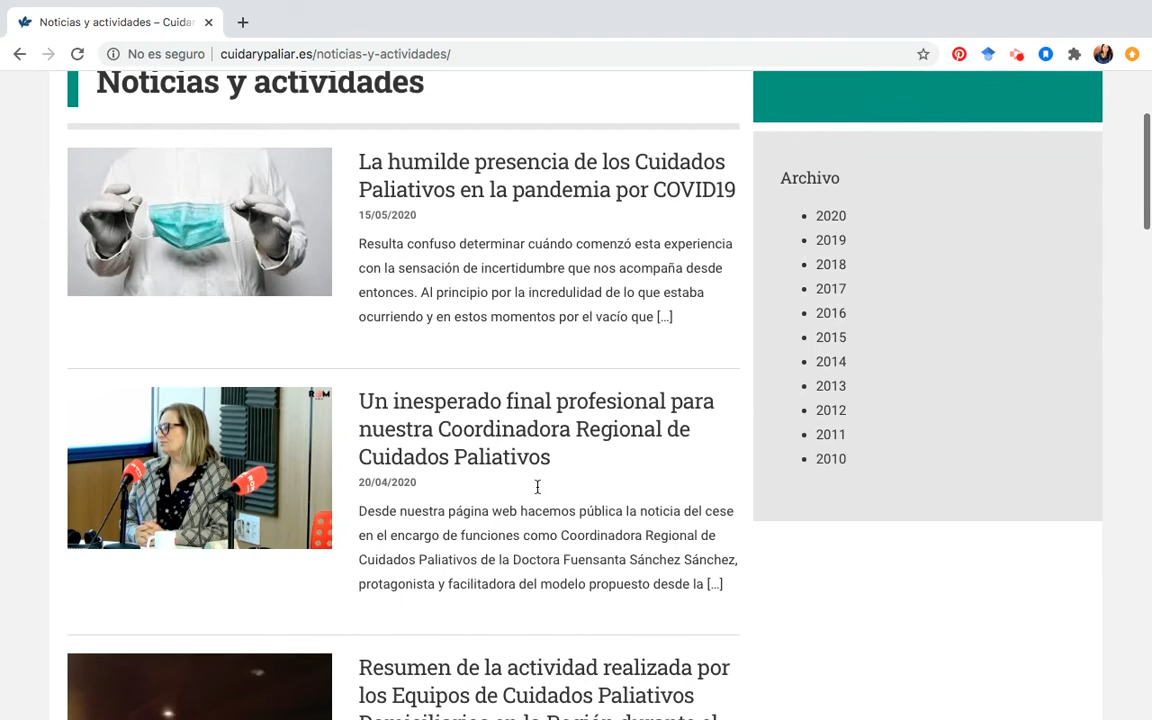 Noticias y actividades – Cuida
No es seguro
cuidarypaliar.es/noticias-y-actividades/
Noticias y actividades
La humilde presencia de los Cuidados
Paliativos en la pandemia por COVID19
15/05/2020
Resulta confuso determinar cuándo comenzó esta experiencia
con la sensación de incertidumbre que nos acompaña desde
entonces. Al principio por la incredulidad de lo que estaba
ocurriendo y en estos momentos por el vacío que [...]
Un inesperado final profesional para
nuestra Coordinadora Regional de
Cuidados Paliativos
20/04/2020
Desde nuestra página web hacemos pública la noticia del cese
en el encargo de funciones como Coordinadora Regional de
Cuidados Paliativos de la Doctora Fuensanta Sánchez Sánchez,
protagonista y facilitadora del modelo propuesto desde la [...]
Resumen de la actividad realizada por
los Equipos de Cuidados Paliativos
Domiciliarios en la Región durante el
Archivo
2020
2019
2018
2017
2016
2015
2014
2013
2012
2011
2010